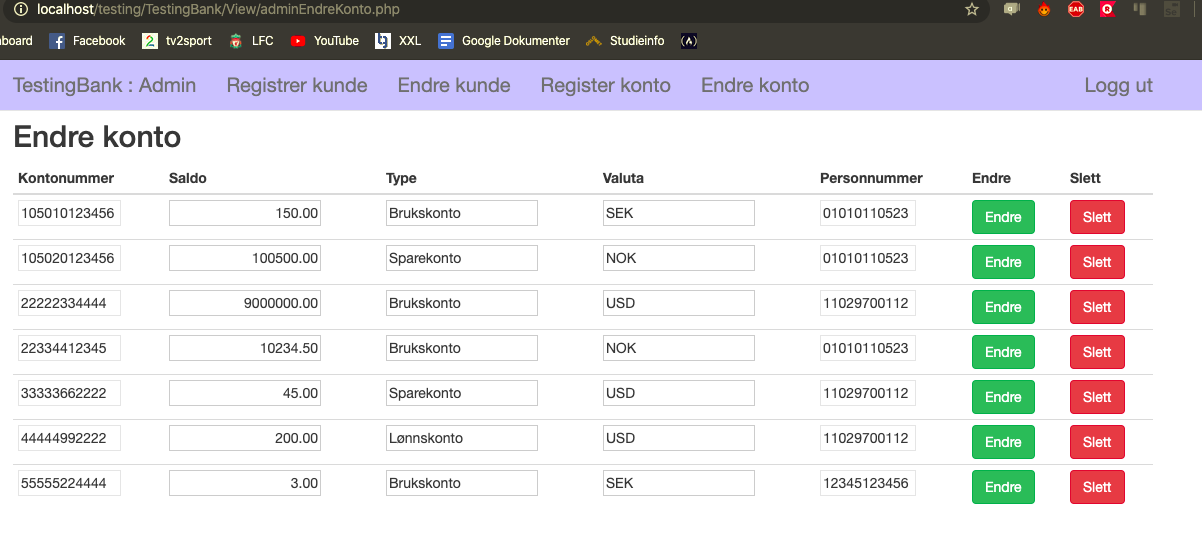 localhost/testing/TestingBank/View/adminEndreKonto.php
board Facebook tv2sport LFC YouTube XXL Google Dokumenter Studieinfo
TestingBank : Admin Registrer kunde Endre kunde Register konto Endre konto Logg ut
Endre konto
Kontonummer Saldo Type Valuta Personnummer Endre Slett
105010123456 150.00 Brukskonto SEK 01010110523 Endre Slett
105020123456 100500.00 Sparekonto NOK 01010110523 Endre Slett
22222334444 9000000.00 Brukskonto USD 11029700112 Endre Slett
22334412345 10234.50 Brukskonto NOK 01010110523 Endre Slett
33333662222 45.00 Sparekonto USD 11029700112 Endre Slett
44444992222 200.00 Lønnskonto USD 11029700112 Endre Slett
55555224444 3.00 Brukskonto SEK 12345123456 Endre Slett